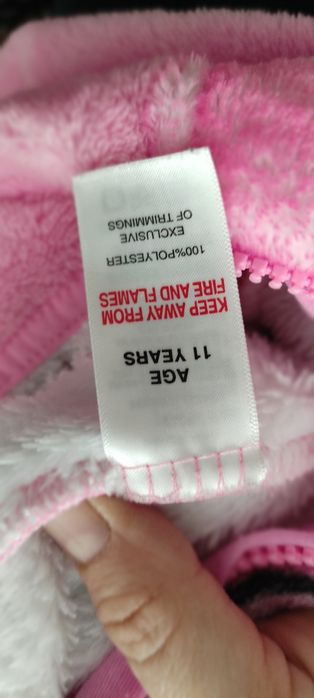 AGE
11 YEARS
KEEP AWAY FROM
FIRE AND FLAMES
100%POLYESTER
EXCLUSIVE
OF TRIMMINGS